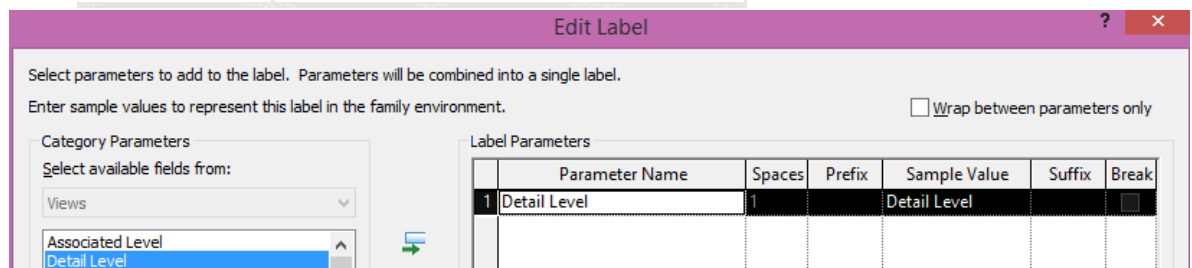 Edit Label
? ×
Select parameters to add to the label. Parameters will be combined into a single label.
Enter sample values to represent this label in the family environment.
Wrap between parameters only
Category Parameters
Select available fields from:
Views
Associated Level
Detail Level
Label Parameters
Parameter Name Spaces Prefix Sample Value Suffix Break
1 Detail Level 1 Detail Level